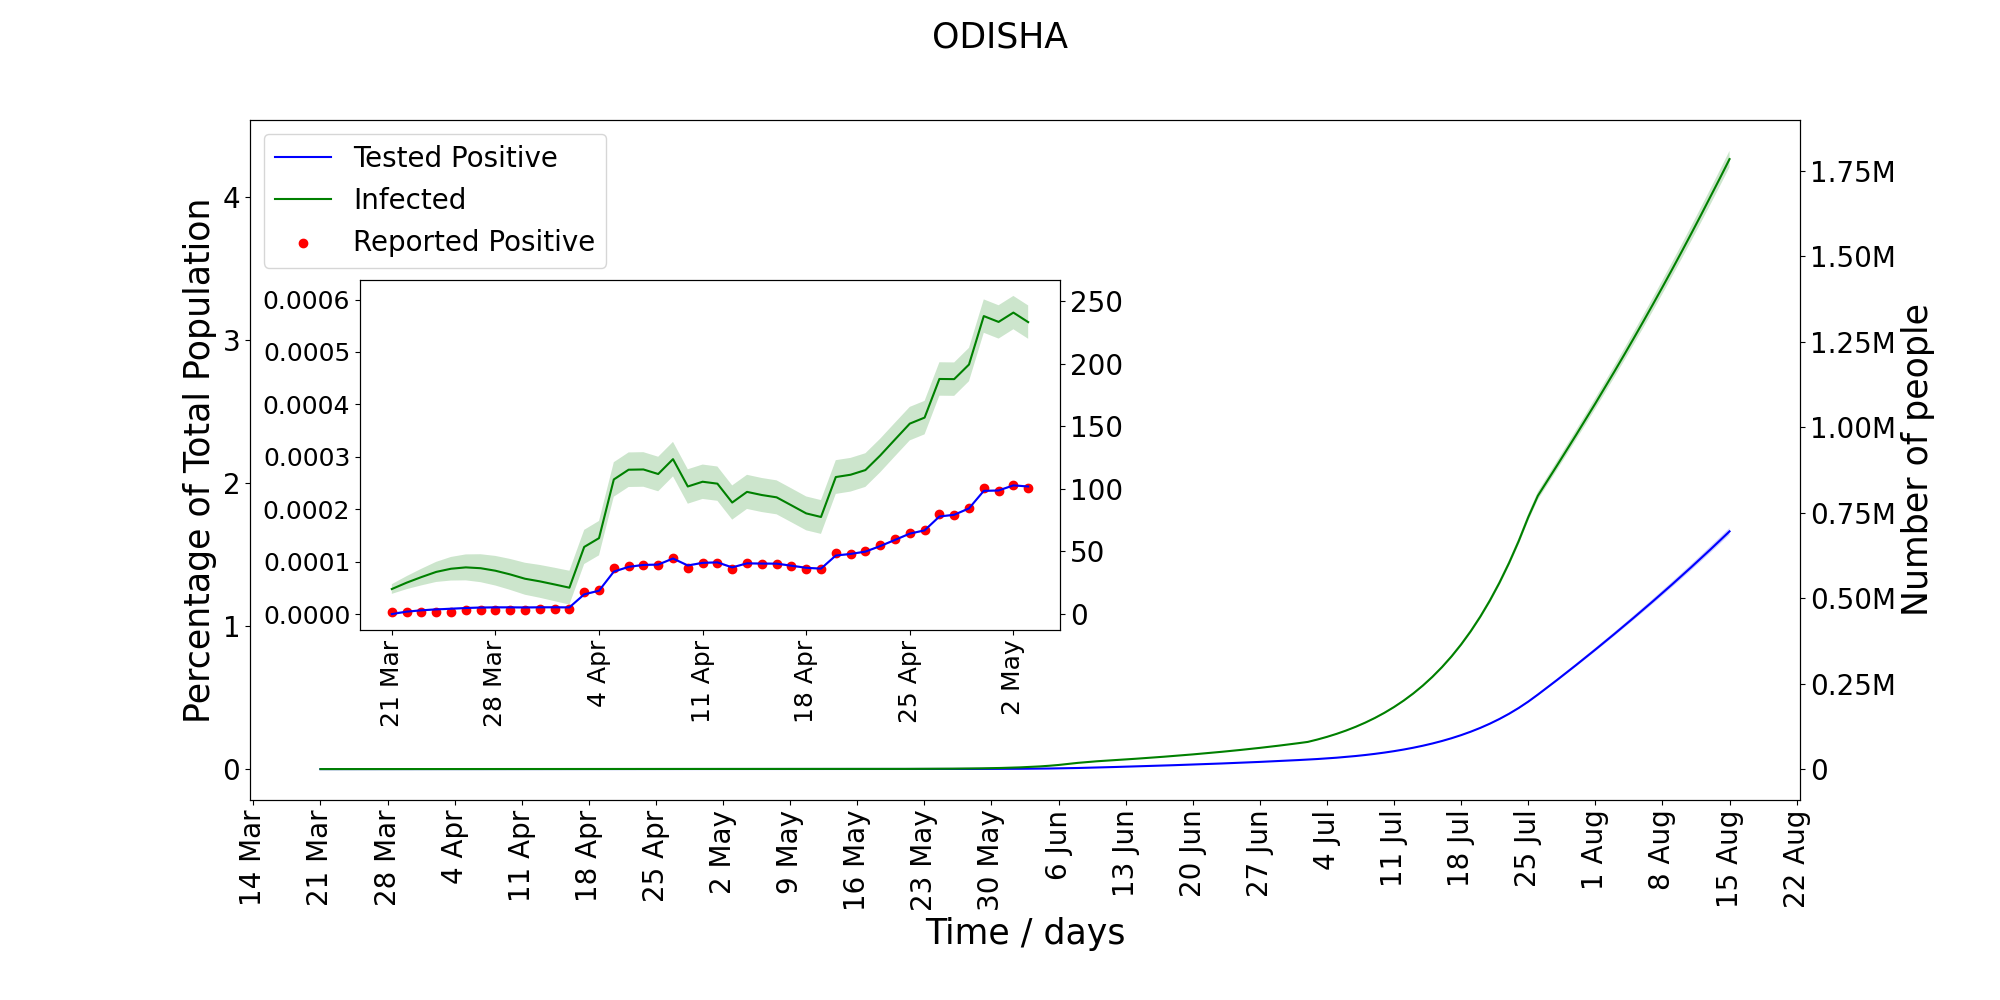 ODISHA
Tested Positive
Infected
Reported Positive
Percentage of Total Population
4
3
2
1
0
1.75M
1.50M
1.25M
1.00M
0.75M
0.50M
0.25M
0
Number of people
0.0006
0.0005
0.0004
0.0003
0.0002
0.0001
0.0000
250
200
150
100
50
0
21 Mar
28 Mar
4 Apr
11 Apr
18 Apr
25 Apr
2 May
14 Mar
21 Mar
28 Mar
4 Apr
11 Apr
18 Apr
25 Apr
2 May
9 May
16 May
23 May
30 May
6 Jun
13 Jun
20 Jun
27 Jun
4 Jul
11 Jul
18 Jul
25 Jul
1 Aug
8 Aug
15 Aug
22 Aug
Time / days